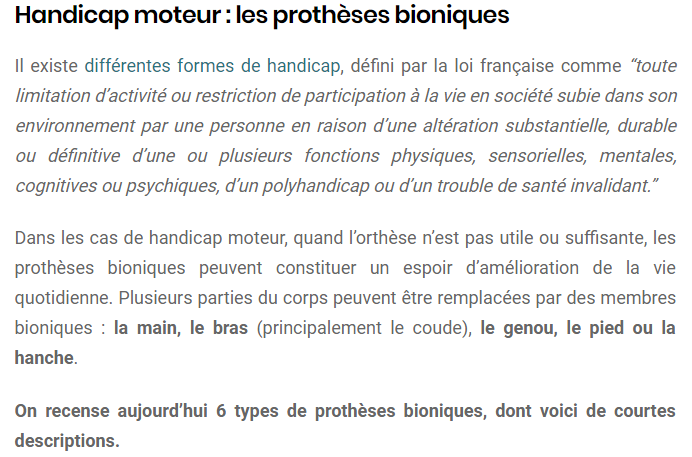 Handicap moteur : les prothèses bioniques
Il existe différentes formes de handicap, défini par la loi française comme “toute
limitation d’activité ou restriction de participation à la vie en société subie dans son
environnement par une personne en raison d’une altération substantielle, durable
ou définitive d’une ou plusieurs fonctions physiques, sensorielles, mentales,
cognitives ou psychiques, d’un polyhandicap ou d’un trouble de santé invalidant.”
Dans les cas de handicap moteur, quand l’orthèse n’est pas utile ou suffisante, les
prothèses bioniques peuvent constituer un espoir d’amélioration de la vie
quotidienne. Plusieurs parties du corps peuvent être remplacées par des membres
bioniques : la main, le bras (principalement le coude), le genou, le pied ou la
hanche.
On recense aujourd’hui 6 types de prothèses bioniques, dont voici de courtes
descriptions.